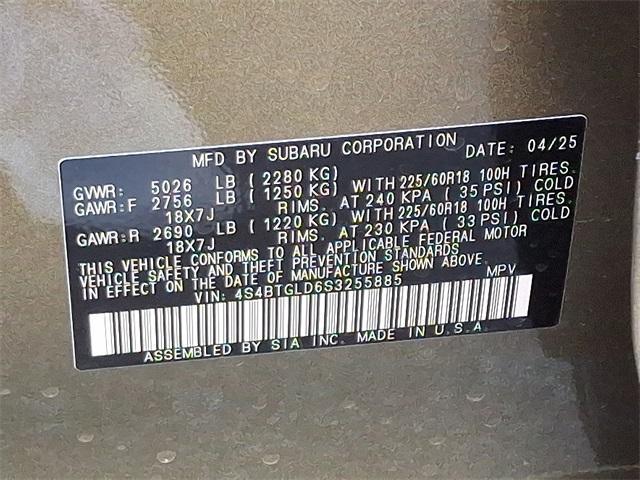 MFD BY SUBARU CORPORATION DATE: 04/25
GVWR: 5026 LB (2280 KG)
GAWR:F 2756 LB (1250 KG) WITH 225/60R18 100H TIRES.
18X7J RIMS. AT 240 KPA (35 PSI) COLD
GAWR:R 2690 LB (1220 KG) WITH 225/60R18 100H TIRES.
18X7J RIMS. AT 230 KPA (33 PSI) COLD
THIS VEHICLE CONFORMS TO ALL APPLICABLE FEDERAL MOTOR
VEHICLE SAFETY AND THEFT PREVENTION STANDARDS
IN EFFECT ON THE DATE OF MANUFACTURE SHOWN ABOVE.
VIN: 4S4BTGLD6S3255885 MPV
ASSEMBLED BY SIA INC. MADE IN U.S.A.